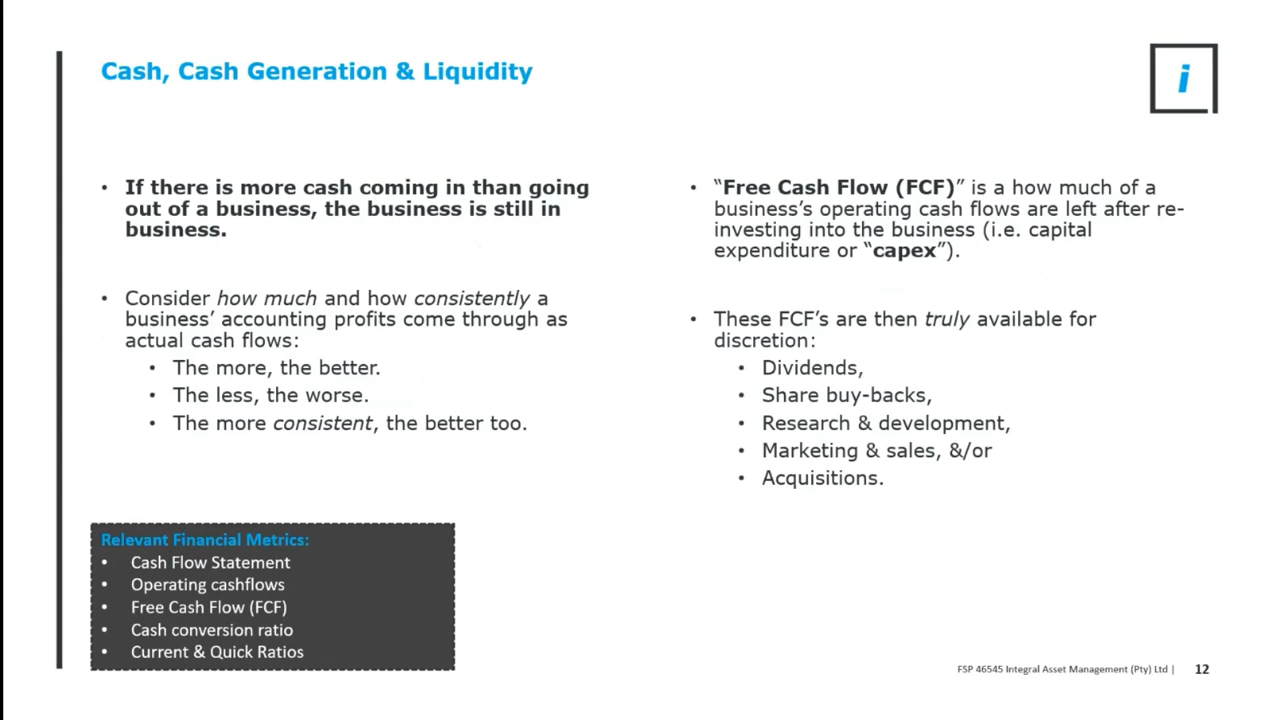 Cash, Cash Generation & Liquidity
i
• If there is more cash coming in than going
out of a business, the business is still in
business.
• Consider how much and how consistently a
business’ accounting profits come through as
actual cash flows:
• The more, the better.
• The less, the worse.
• The more consistent, the better too.
• “Free Cash Flow (FCF)” is a how much of a
business’s operating cash flows are left after re-
investing into the business (i.e. capital
expenditure or “capex”).
• These FCF’s are then truly available for
discretion:
• Dividends,
• Share buy-backs,
• Research & development,
• Marketing & sales, &/or
• Acquisitions.
Relevant Financial Metrics:
• Cash Flow Statement
• Operating cashflows
• Free Cash Flow (FCF)
• Cash conversion ratio
• Current & Quick Ratios
FSP 46545 Integral Asset Management (Pty) Ltd | 12